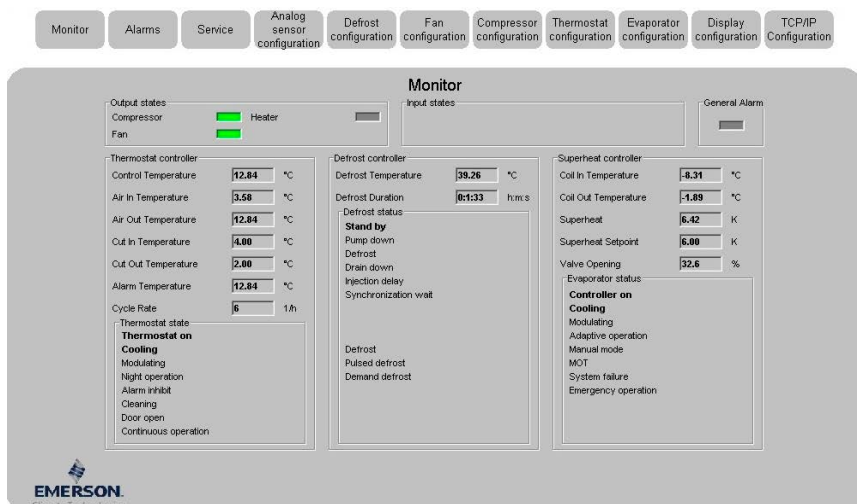 Monitor
Alarms
Service
Analog
sensor
configuration
Defrost
configuration
Fan
configuration
Compressor
configuration
Thermostat
configuration
Evaporator
configuration
Display
configuration
TCP/IP
Configuration
Monitor
Output states
Compressor
Heater
Fan
Input states
General Alarm
Thermostat controller
Control Temperature 12.84 °C
Air In Temperature 3.58 °C
Air Out Temperature 12.84 °C
Cut In Temperature 4.00 °C
Cut Out Temperature 2.00 °C
Alarm Temperature 12.84 °C
Cycle Rate 6 1/h
Thermostat state
Thermostat on
Cooling
Modulating
Night operation
Alarm inhibit
Cleaning
Door open
Continuous operation
Defrost controller
Defrost Temperature 39.26 °C
Defrost Duration 0:1:33 h:m:s
Defrost status
Stand by
Pump down
Defrost
Drain down
Injection delay
Synchronization wait
Defrost
Pulsed defrost
Demand defrost
Superheat controller
Coil In Temperature -8.31 °C
Coil Out Temperature -1.89 °C
Superheat 6.42 K
Superheat Setpoint 6.00 K
Valve Opening 32.6 %
Evaporator status
Controller on
Cooling
Modulating
Adaptive operation
Manual mode
MOT
System failure
Emergency operation
EMERSON.